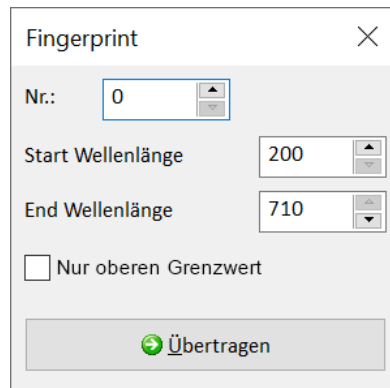 Fingerprint
Nr.: 0
Start Wellenlänge 200
End Wellenlänge 710
Nur oberen Grenzwert
Übertragen